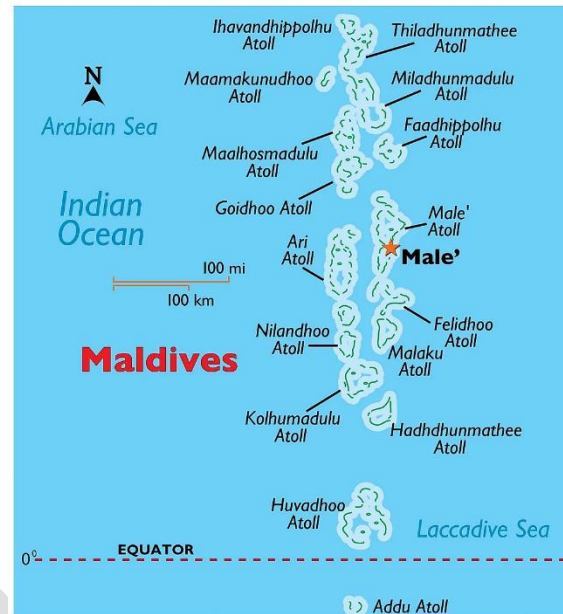 Ihavandhippolhu
Atoll
Thiladhunmathee
Atoll
N
Maamakunudhoo
Atoll
Miladhunmadulu
Atoll
Arabian Sea
Faadhippolhu
Atoll
Maalhosmadulu
Atoll
Goidhoo Atoll
Indian
Ocean
Male'
Atoll
Ari
Atoll
Male'
100 mi
100 km
Nilandhoo
Atoll
Felidhoo
Atoll
Maldives
Malaku
Atoll
Kolhumadulu
Atoll
Hadhdhunmathee
Atoll
Huvadhoo
Atoll
Laccadive Sea
EQUATOR
0°
Addu Atoll